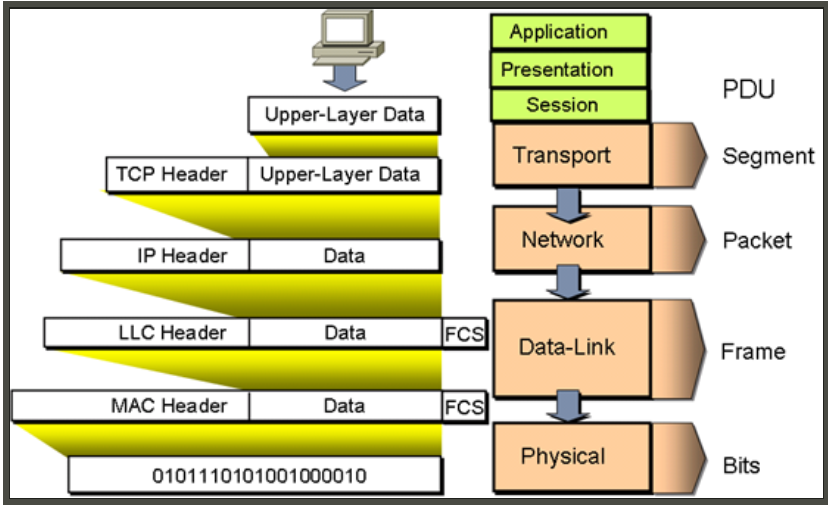 Application
Presentation
PDU
Upper-Layer Data
Session
TCP Header Upper-Layer Data
Transport
Segment
IP Header Data
Network
Packet
LLC Header Data FCS
Data-Link
Frame
MAC Header Data FCS
Physical
Bits
0101110101001000010